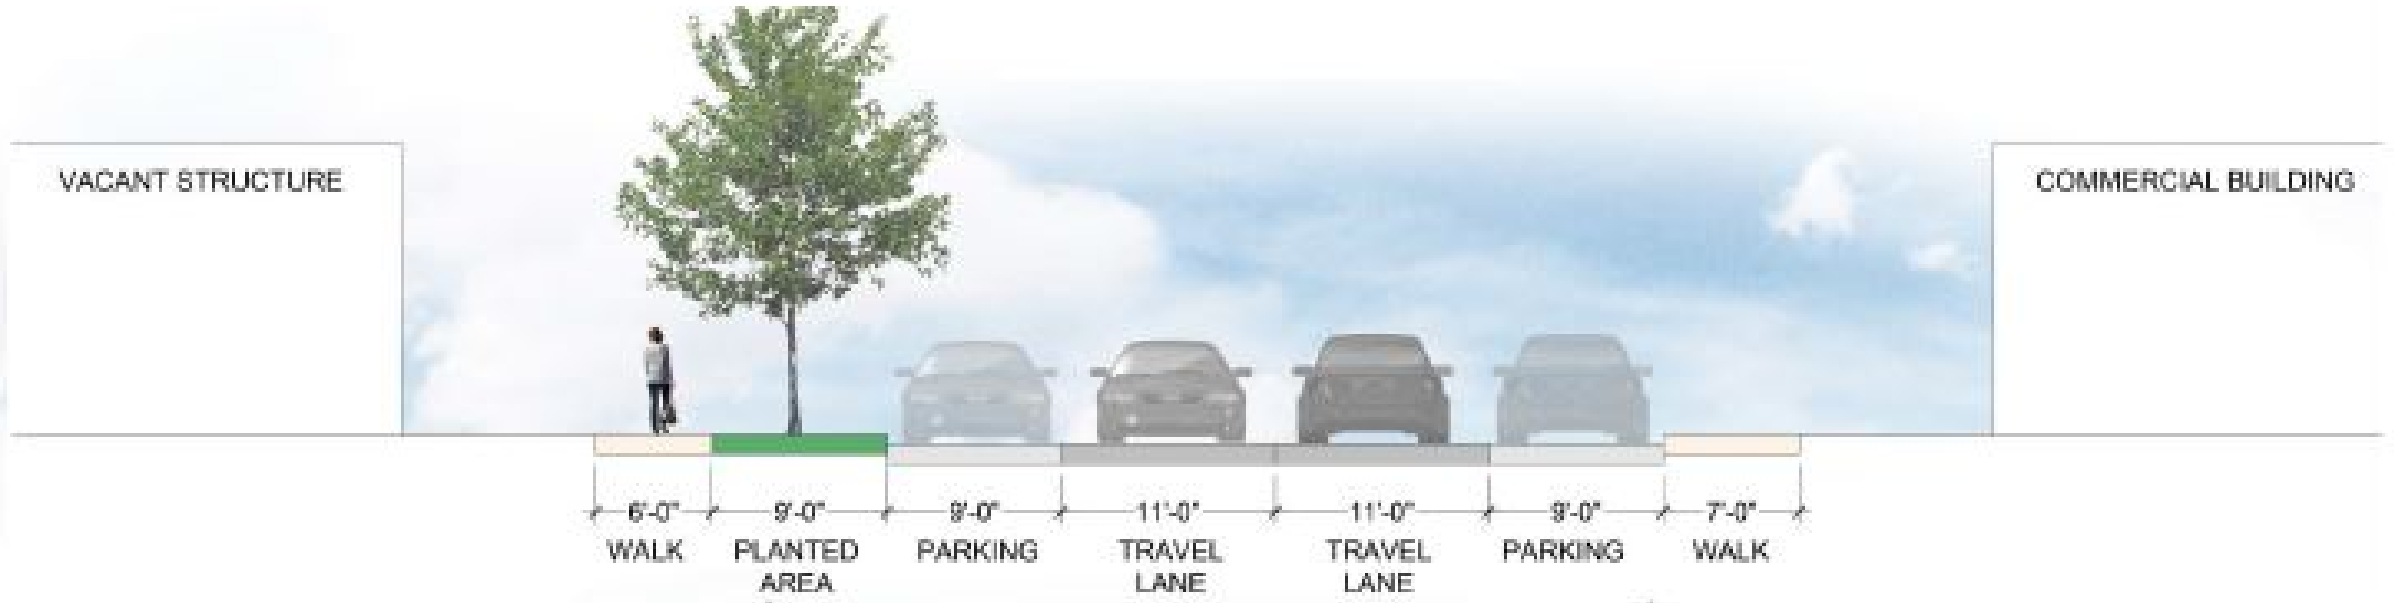 VACANT STRUCTURE
COMMERCIAL BUILDING
6'-0" 9'-0" 9'-0" 11'-0" 11'-0" 9'-0" 7'-0"
WALK PLANTED PARKING TRAVEL TRAVEL PARKING WALK
AREA LANE LANE